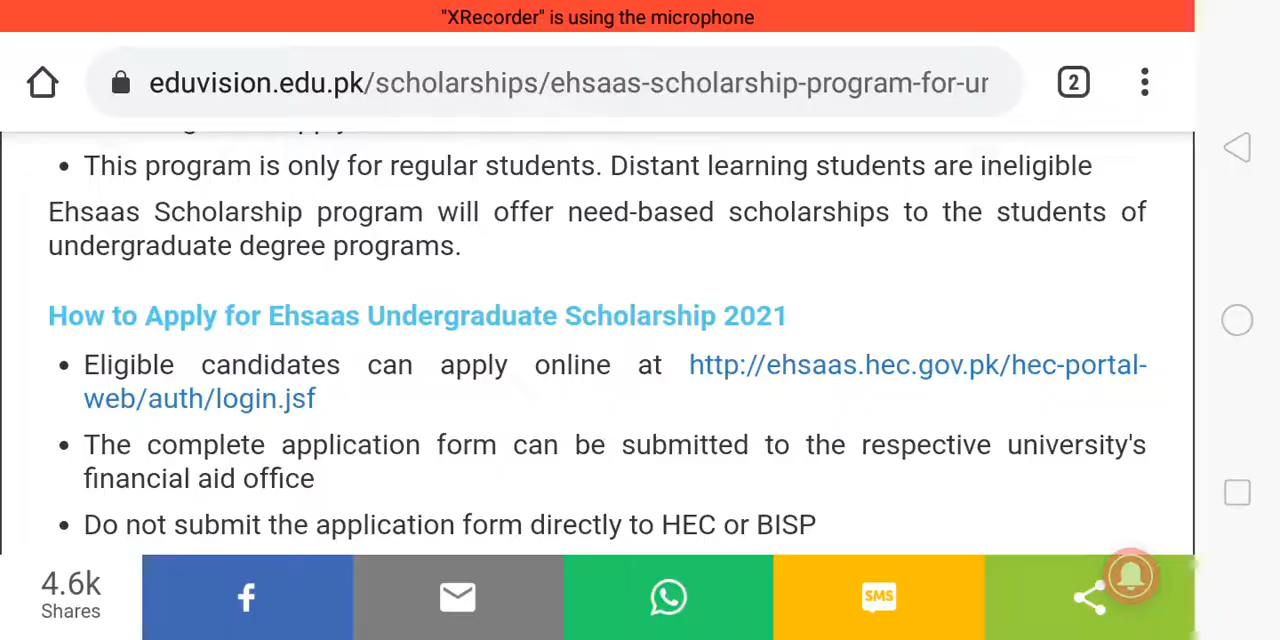 "XRecorder" is using the microphone
eduvision.edu.pk/scholarships/ehsaas-scholarship-program-for-ur
2
• This program is only for regular students. Distant learning students are ineligible
Ehsaas Scholarship program will offer need-based scholarships to the students of
undergraduate degree programs.
How to Apply for Ehsaas Undergraduate Scholarship 2021
• Eligible candidates can apply online at http://ehsaas.hec.gov.pk/hec-portal-
web/auth/login.jsf
• The complete application form can be submitted to the respective university's
financial aid office
• Do not submit the application form directly to HEC or BISP
4.6k
Shares
SMS